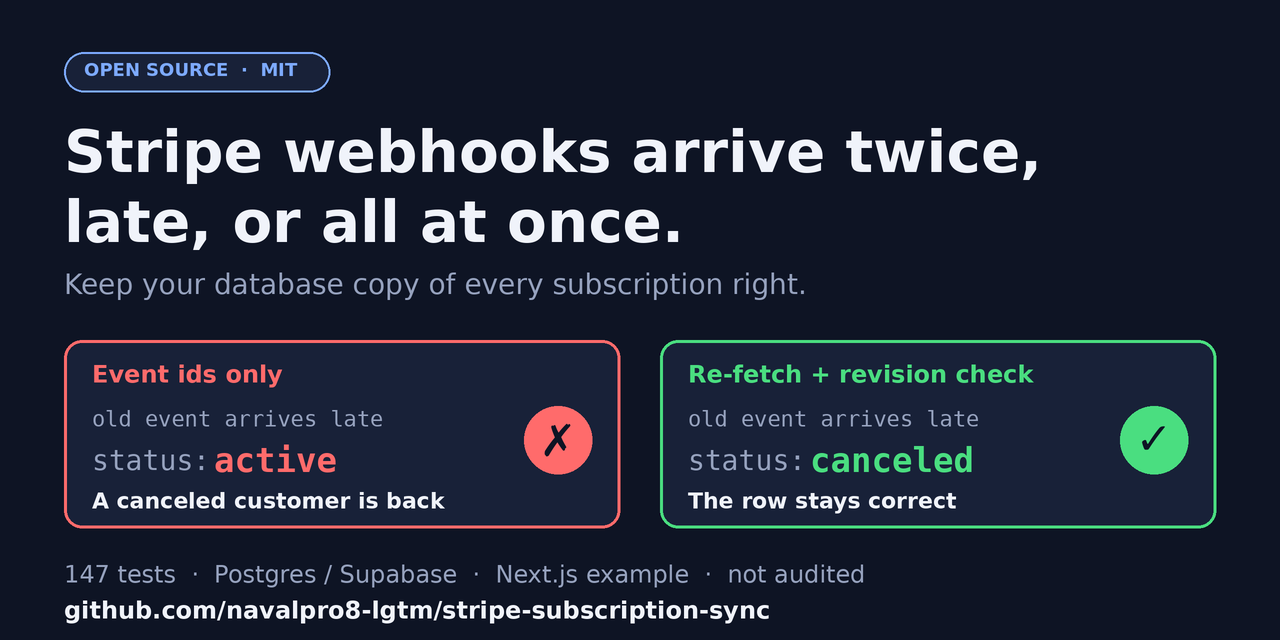 OPEN SOURCE · MIT
Stripe webhooks arrive twice,
late, or all at once.
Keep your database copy of every subscription right.
Event ids only
old event arrives late
status: active
✗
A canceled customer is back
Re-fetch + revision check
old event arrives late
status: canceled
✓
The row stays correct
147 tests · Postgres / Supabase · Next.js example · not audited
github.com/navalpro8-lgtm/stripe-subscription-sync